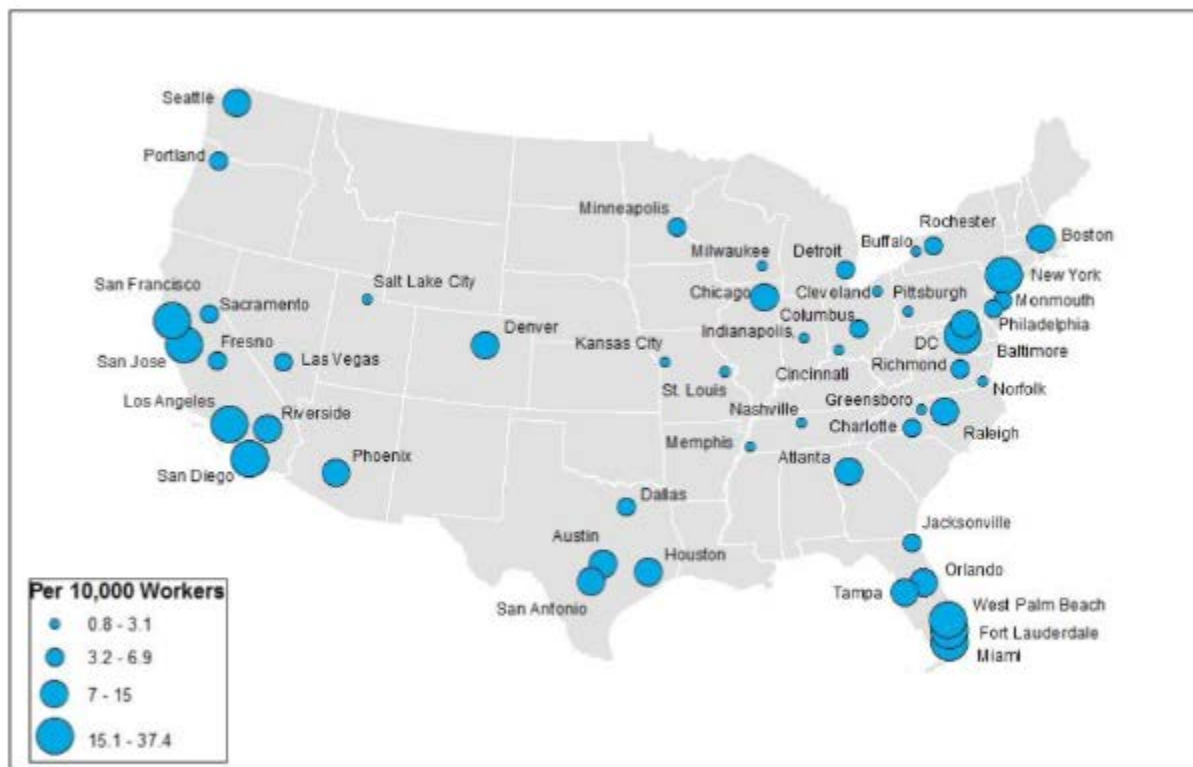 Seattle
Portland
Minneapolis
Rochester
Buffalo
Boston
Milwaukee
Detroit
San Francisco
Salt Lake City
New York
Sacramento
Chicago
Cleveland
Pittsburgh
Monmouth
Columbus
Philadelphia
Denver
Indianapolis
Kansas City
DC
Fresno
Baltimore
San Jose
Las Vegas
Richmond
Cincinnati
St. Louis
Norfolk
Los Angeles
Greensboro
Riverside
Nashville
Charlotte
Raleigh
Memphis
Phoenix
Atlanta
San Diego
Dallas
Jacksonville
Austin
Houston
Orlando
Tampa
San Antonio
West Palm Beach
Fort Lauderdale
Miami
Per 10,000 Workers
0.8 - 3.1
3.2 - 6.9
7 - 15
15.1 - 37.4